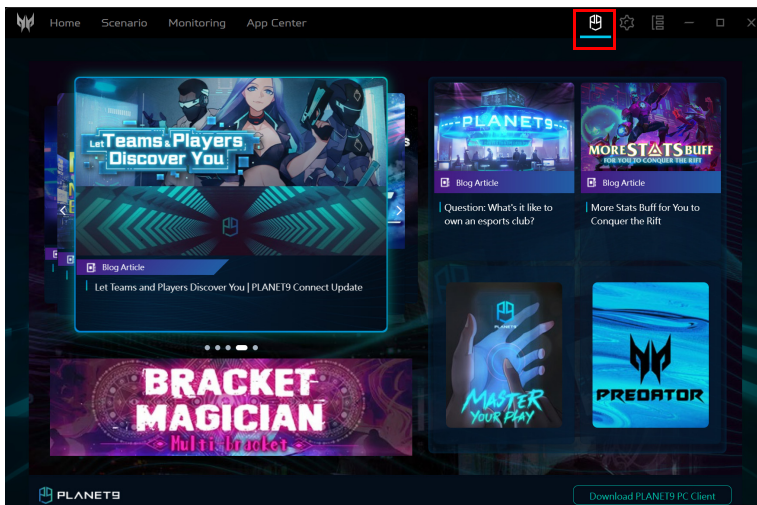 Home Scenario Monitoring App Center
Let Teams & Players
Discover You
Blog Article
Let Teams and Players Discover You | PLANET9 Connect Update
PLANET9
Blog Article
Question: What's it like to
own an esports club?
MORE STATS BUFF
FOR YOU TO CONQUER THE RIFT
Blog Article
More Stats Buff for You to
Conquer the Rift
BRACKET
MAGICIAN
Multi Bracket
PLANET9
MASTER
YOUR PLAY
PREDATOR
PLANET9
Download PLANET9 PC Client